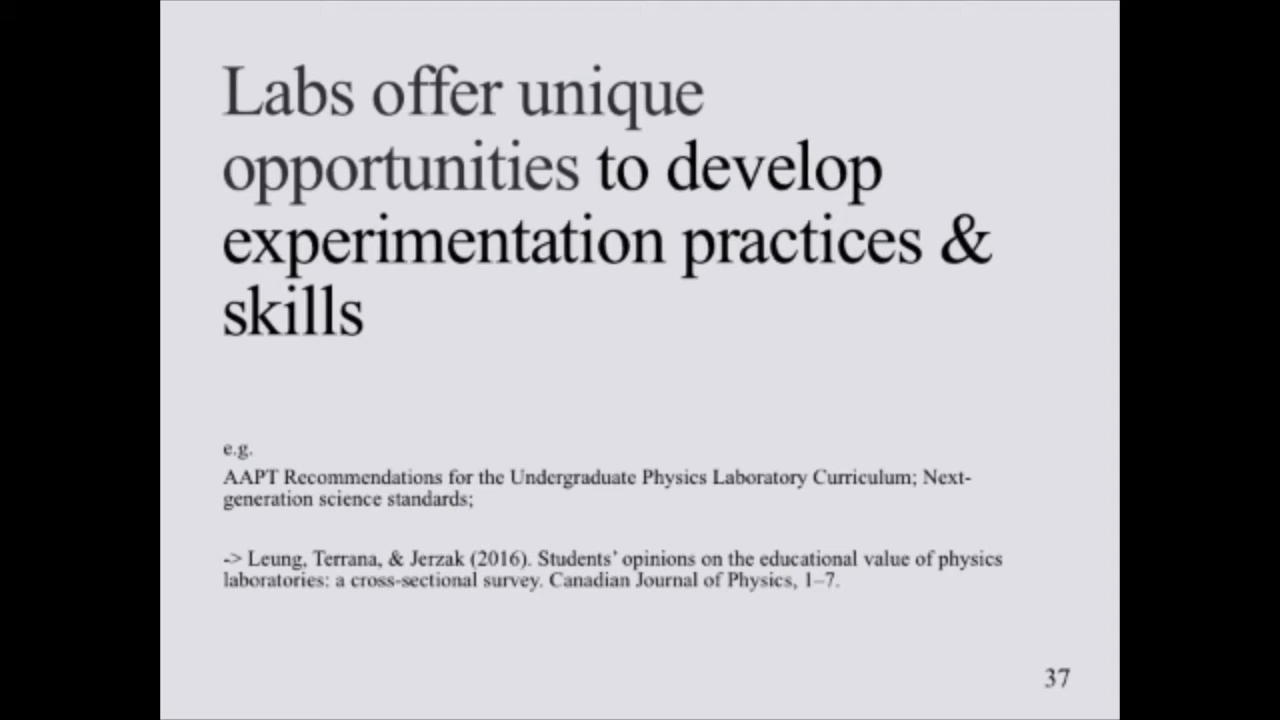 Labs offer unique
opportunities to develop
experimentation practices &
skills
e.g.
AAPT Recommendations for the Undergraduate Physics Laboratory Curriculum; Next-
generation science standards;
-> Leung, Terrana, & Jerzak (2016). Students’ opinions on the educational value of physics
laboratories: a cross-sectional survey. Canadian Journal of Physics, 1–7.
37